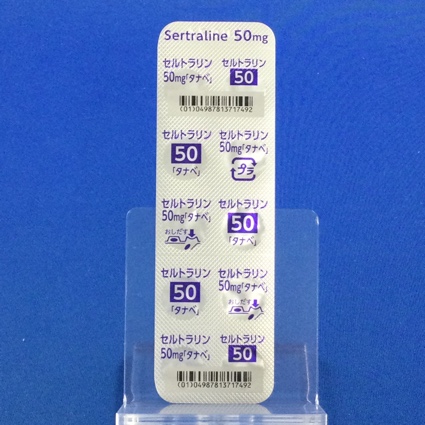 Sertraline 50mg
セルトラリン セルトラリン
50mg「タナベ」 50
(01)04987813717492
セルトラリン セルトラリン
50 50mg「タナベ」
「タナベ」 プラ
セルトラリン セルトラリン
50mg「タナベ」 50
おしだす 「タナベ」
セルトラリン セルトラリン
50 50mg「タナベ」
「タナベ」 おしだす
セルトラリン セルトラリン
50mg「タナベ」 50
(01)04987813717492